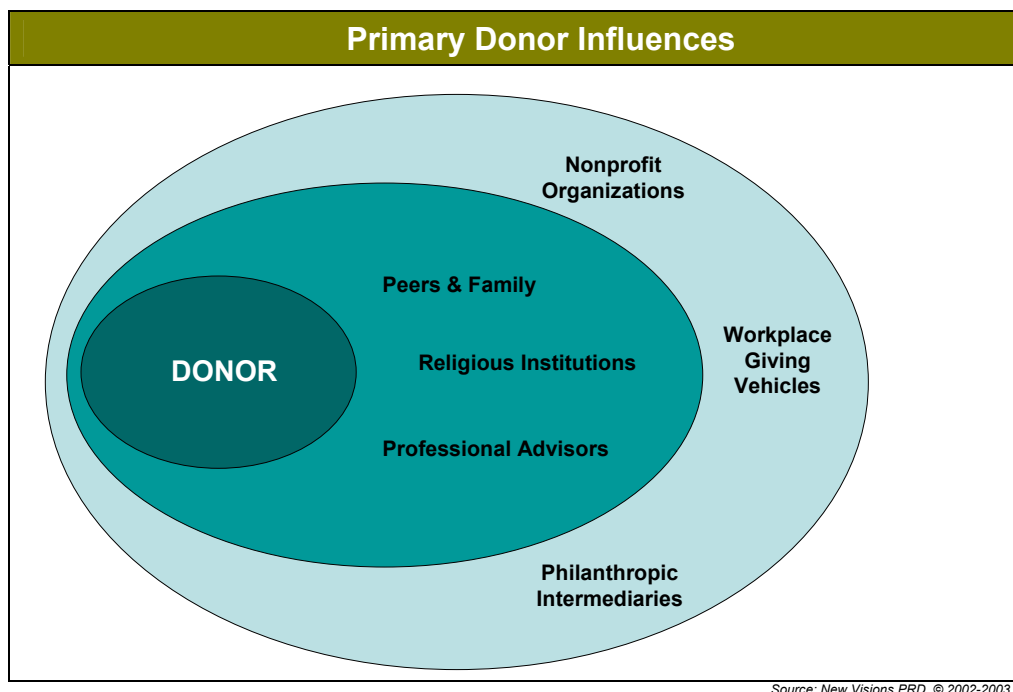 Primary Donor Influences
Nonprofit
Organizations
Peers & Family
Workplace
Giving
Vehicles
Religious Institutions
DONOR
Professional Advisors
Philanthropic
Intermediaries
Source: New Visions PRD © 2002-2003